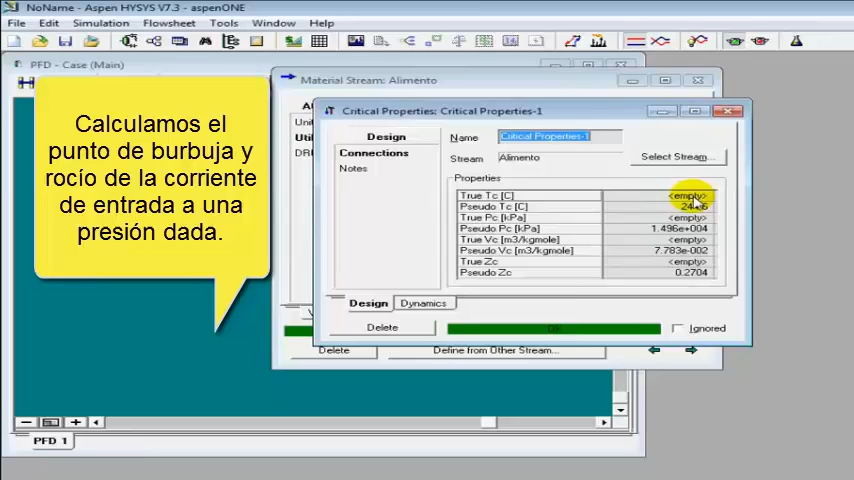 NoName - Aspen HYSYS V7.3 - aspenONE
File Edit Simulation Flowsheet Tools Window Help
PFD - Case (Main)
Material Stream: Alimento
Critical Properties: Critical Properties-1
Calculamos el
punto de burbuja y
rocío de la corriente
de entrada a una
presión dada.
Design
Connections
Notes
Name Critical Properties-1
Stream Alimento Select Stream...
Properties
True Tc [C] <empty>
Pseudo Tc [C]
True Pc [kPa] <empty>
Pseudo Pc [kPa] 1.496e+004
True Vc [m3/kgmole] <empty>
Pseudo Vc [m3/kgmole] 7.783e-002
True Zc <empty>
Pseudo Zc 0.2704
Design Dynamics
Delete OK Ignored
Delete Define from Other Stream...
PFD 1